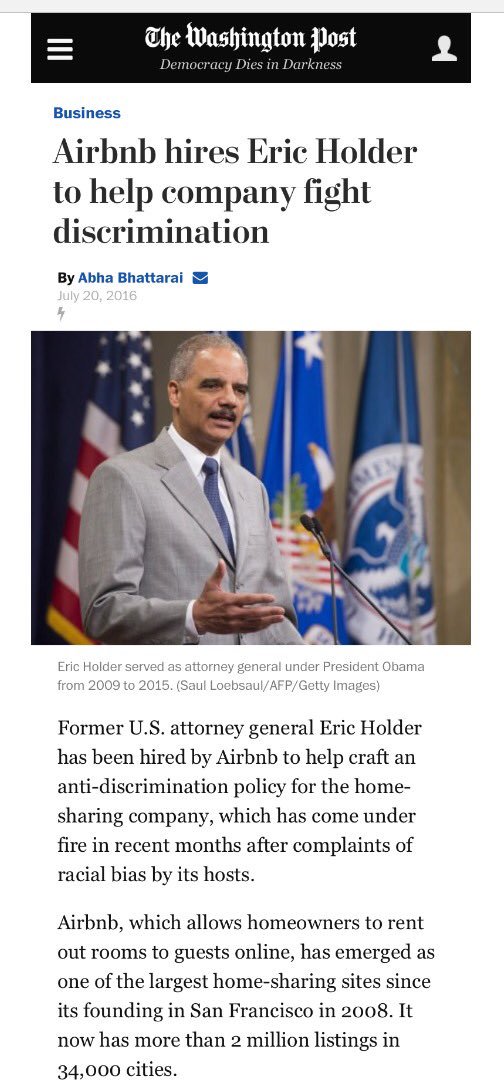 The Washington Post
Democracy Dies in Darkness
Business
Airbnb hires Eric Holder
to help company fight
discrimination
By Abha Bhattarai
July 20, 2016
Eric Holder served as attorney general under President Obama
from 2009 to 2015. (Saul Loebsaul/AFP/Getty Images)
Former U.S. attorney general Eric Holder
has been hired by Airbnb to help craft an
anti-discrimination policy for the home-
sharing company, which has come under
fire in recent months after complaints of
racial bias by its hosts.
Airbnb, which allows homeowners to rent
out rooms to guests online, has emerged as
one of the largest home-sharing sites since
its founding in San Francisco in 2008. It
now has more than 2 million listings in
34,000 cities.